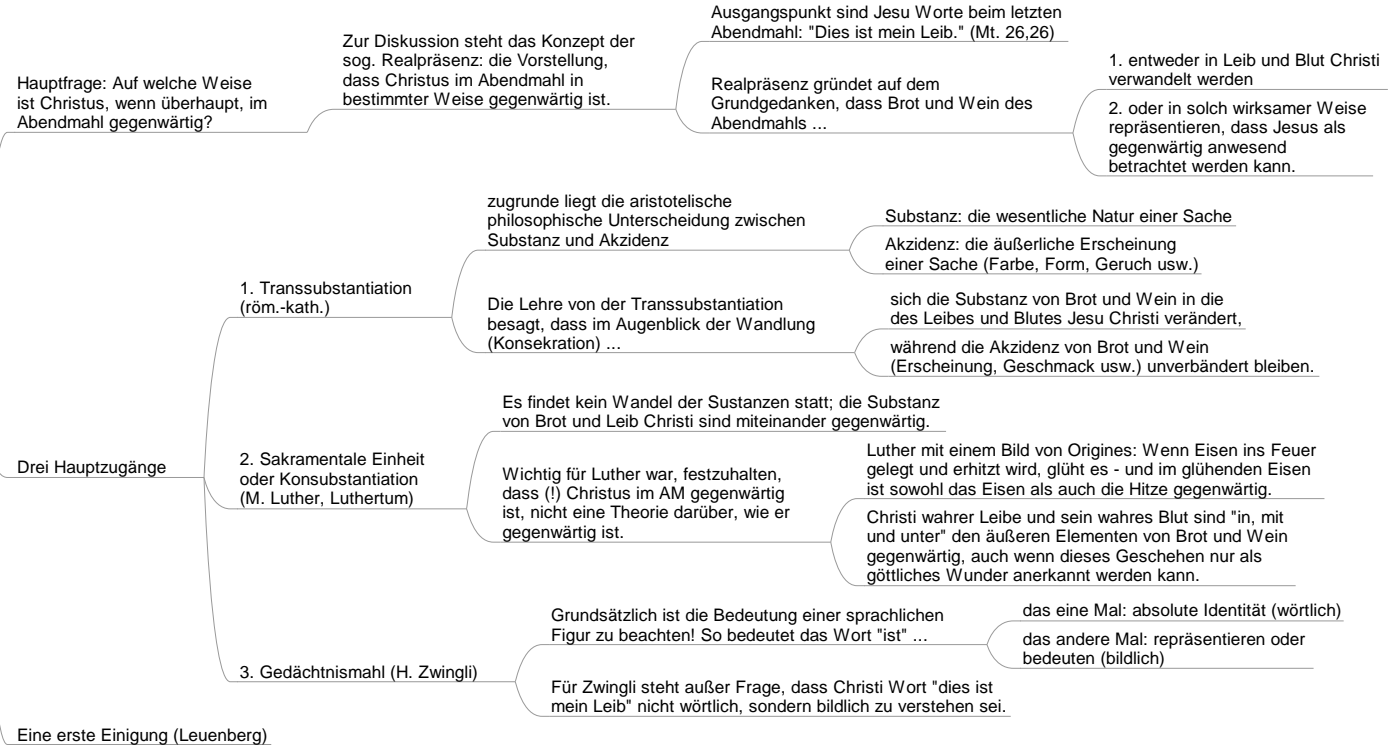 Hauptfrage: Auf welche Weise
ist Christus, wenn überhaupt, im
Abendmahl gegenwärtig?
Zur Diskussion steht das Konzept der
sog. Realpräsenz: die Vorstellung,
dass Christus im Abendmahl in
bestimmter Weise gegenwärtig ist.
Ausgangspunkt sind Jesu Worte beim letzten
Abendmahl: "Dies ist mein Leib." (Mt. 26,26)
Realpräsenz gründet auf dem
Grundgedanken, dass Brot und Wein des
Abendmahls ...
1. entweder in Leib und Blut Christi
verwandelt werden
2. oder in solch wirksamer Weise
repräsentieren, dass Jesus als
gegenwärtig anwesend
betrachtet werden kann.
Drei Hauptzugänge
1. Transsubstantiation
(röm.-kath.)
zugrunde liegt die aristotelische
philosophische Unterscheidung zwischen
Substanz und Akzidenz
Substanz: die wesentliche Natur einer Sache
Akzidenz: die äußerliche Erscheinung
einer Sache (Farbe, Form, Geruch usw.)
Die Lehre von der Transsubstantiation
besagt, dass im Augenblick der Wandlung
(Konsekration) ...
sich die Substanz von Brot und Wein in die
des Leibes und Blutes Jesu Christi verändert,
während die Akzidenz von Brot und Wein
(Erscheinung, Geschmack usw.) unverbändert bleiben.
2. Sakramentale Einheit
oder Konsubstantiation
(M. Luther, Luthertum)
Es findet kein Wandel der Sustanzen statt; die Substanz
von Brot und Leib Christi sind miteinander gegenwärtig.
Wichtig für Luther war, festzuhalten,
dass (!) Christus im AM gegenwärtig
ist, nicht eine Theorie darüber, wie er
gegenwärtig ist.
Luther mit einem Bild von Origines: Wenn Eisen ins Feuer
gelegt und erhitzt wird, glüht es - und im glühenden Eisen
ist sowohl das Eisen als auch die Hitze gegenwärtig.
Christi wahrer Leibe und sein wahres Blut sind "in, mit
und unter" den äußeren Elementen von Brot und Wein
gegenwärtig, auch wenn dieses Geschehen nur als
göttliches Wunder anerkannt werden kann.
3. Gedächtnismahl (H. Zwingli)
Grundsätzlich ist die Bedeutung einer sprachlichen
Figur zu beachten! So bedeutet das Wort "ist" ...
das eine Mal: absolute Identität (wörtlich)
das andere Mal: repräsentieren oder
bedeuten (bildlich)
Für Zwingli steht außer Frage, dass Christi Wort "dies ist
mein Leib" nicht wörtlich, sondern bildlich zu verstehen sei.
Eine erste Einigung (Leuenberg)